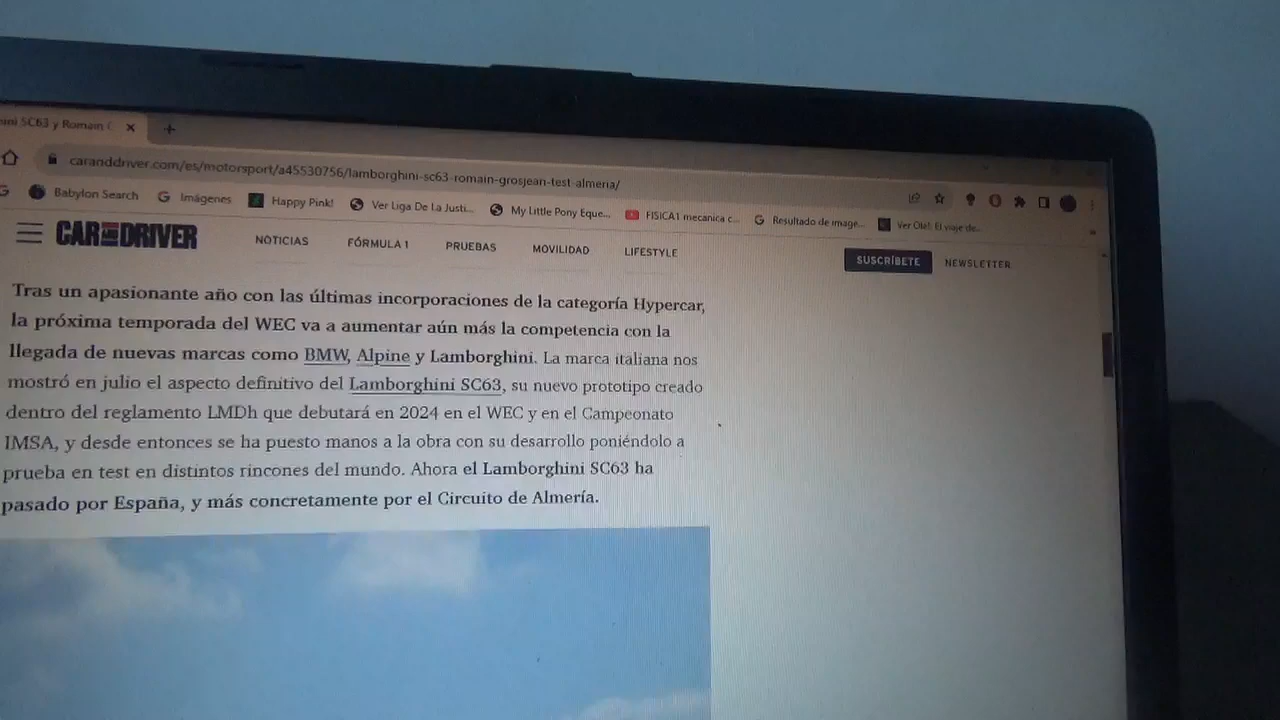 SC63 y Romain
caranddriver.com/es/motorsport/a45530756/lamborghini-sc63-romain-grosjean-test-almeria/
Babylon Search Imágenes Happy Pink! Ver Liga De La Justi... My Little Pony Eque... FISICA1 mecanica c... Resultado de image... Ver Olé! El viaje de...
CAR AND DRIVER NOTICIAS FÓRMULA 1 PRUEBAS MOVILIDAD LIFESTYLE SUSCRÍBETE NEWSLETTER
Tras un apasionante año con las últimas incorporaciones de la categoría Hypercar,
la próxima temporada del WEC va a aumentar aún más la competencia con la
llegada de nuevas marcas como BMW, Alpine y Lamborghini. La marca italiana nos
mostró en julio el aspecto definitivo del Lamborghini SC63, su nuevo prototipo creado
dentro del reglamento LMDh que debutará en 2024 en el WEC y en el Campeonato
IMSA, y desde entonces se ha puesto manos a la obra con su desarrollo poniéndolo a
prueba en test en distintos rincones del mundo. Ahora el Lamborghini SC63 ha
pasado por España, y más concretamente por el Circuito de Almería.